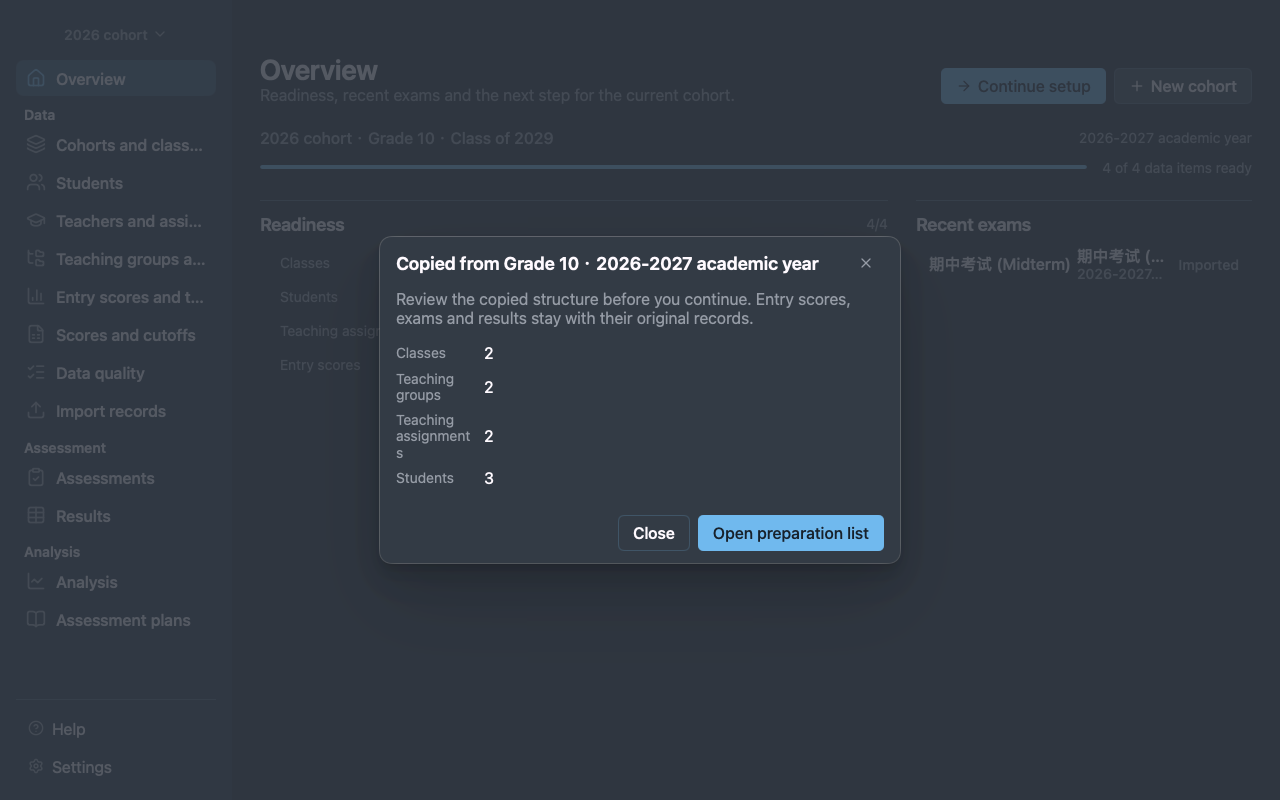 2026 cohort
Overview
Data
Cohorts and class...
Students
Teachers and assi...
Teaching groups a...
Entry scores and t...
Scores and cutoffs
Data quality
Import records
Assessment
Assessments
Results
Analysis
Analysis
Assessment plans
Help
Settings
Overview
Readiness, recent exams and the next step for the current cohort.
Continue setup
New cohort
2026 cohort · Grade 10 · Class of 2029
2026-2027 academic year
4 of 4 data items ready
Readiness
4/4
Classes
Students
Teaching assign
Entry scores
Recent exams
期中考试 (Midterm)
期中考试 (...
2026-2027...
Imported
Copied from Grade 10 · 2026-2027 academic year
Review the copied structure before you continue. Entry scores,
exams and results stay with their original records.
Classes 2
Teaching
groups 2
Teaching
assignment 2
s
Students 3
Close
Open preparation list